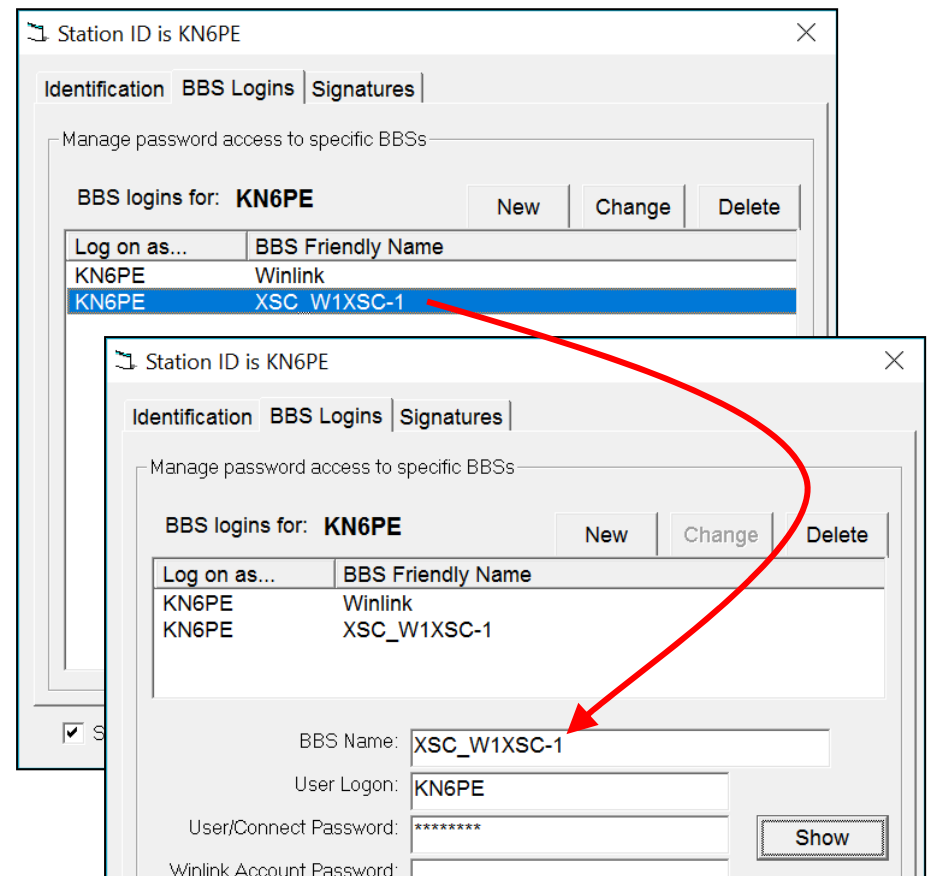 Station ID is KN6PE
Identification BBS Logins Signatures
Manage password access to specific BBSs
BBS logins for: KN6PE New Change Delete
Log on as... BBS Friendly Name
KN6PE Winlink
KN6PE XSC_W1XSC-1
S
Station ID is KN6PE
Identification BBS Logins Signatures
Manage password access to specific BBSs
BBS logins for: KN6PE New Change Delete
Log on as... BBS Friendly Name
KN6PE Winlink
KN6PE XSC_W1XSC-1
BBS Name: XSC_W1XSC-1
User Logon: KN6PE
User/Connect Password: ********
Show
Winlink Account Password: